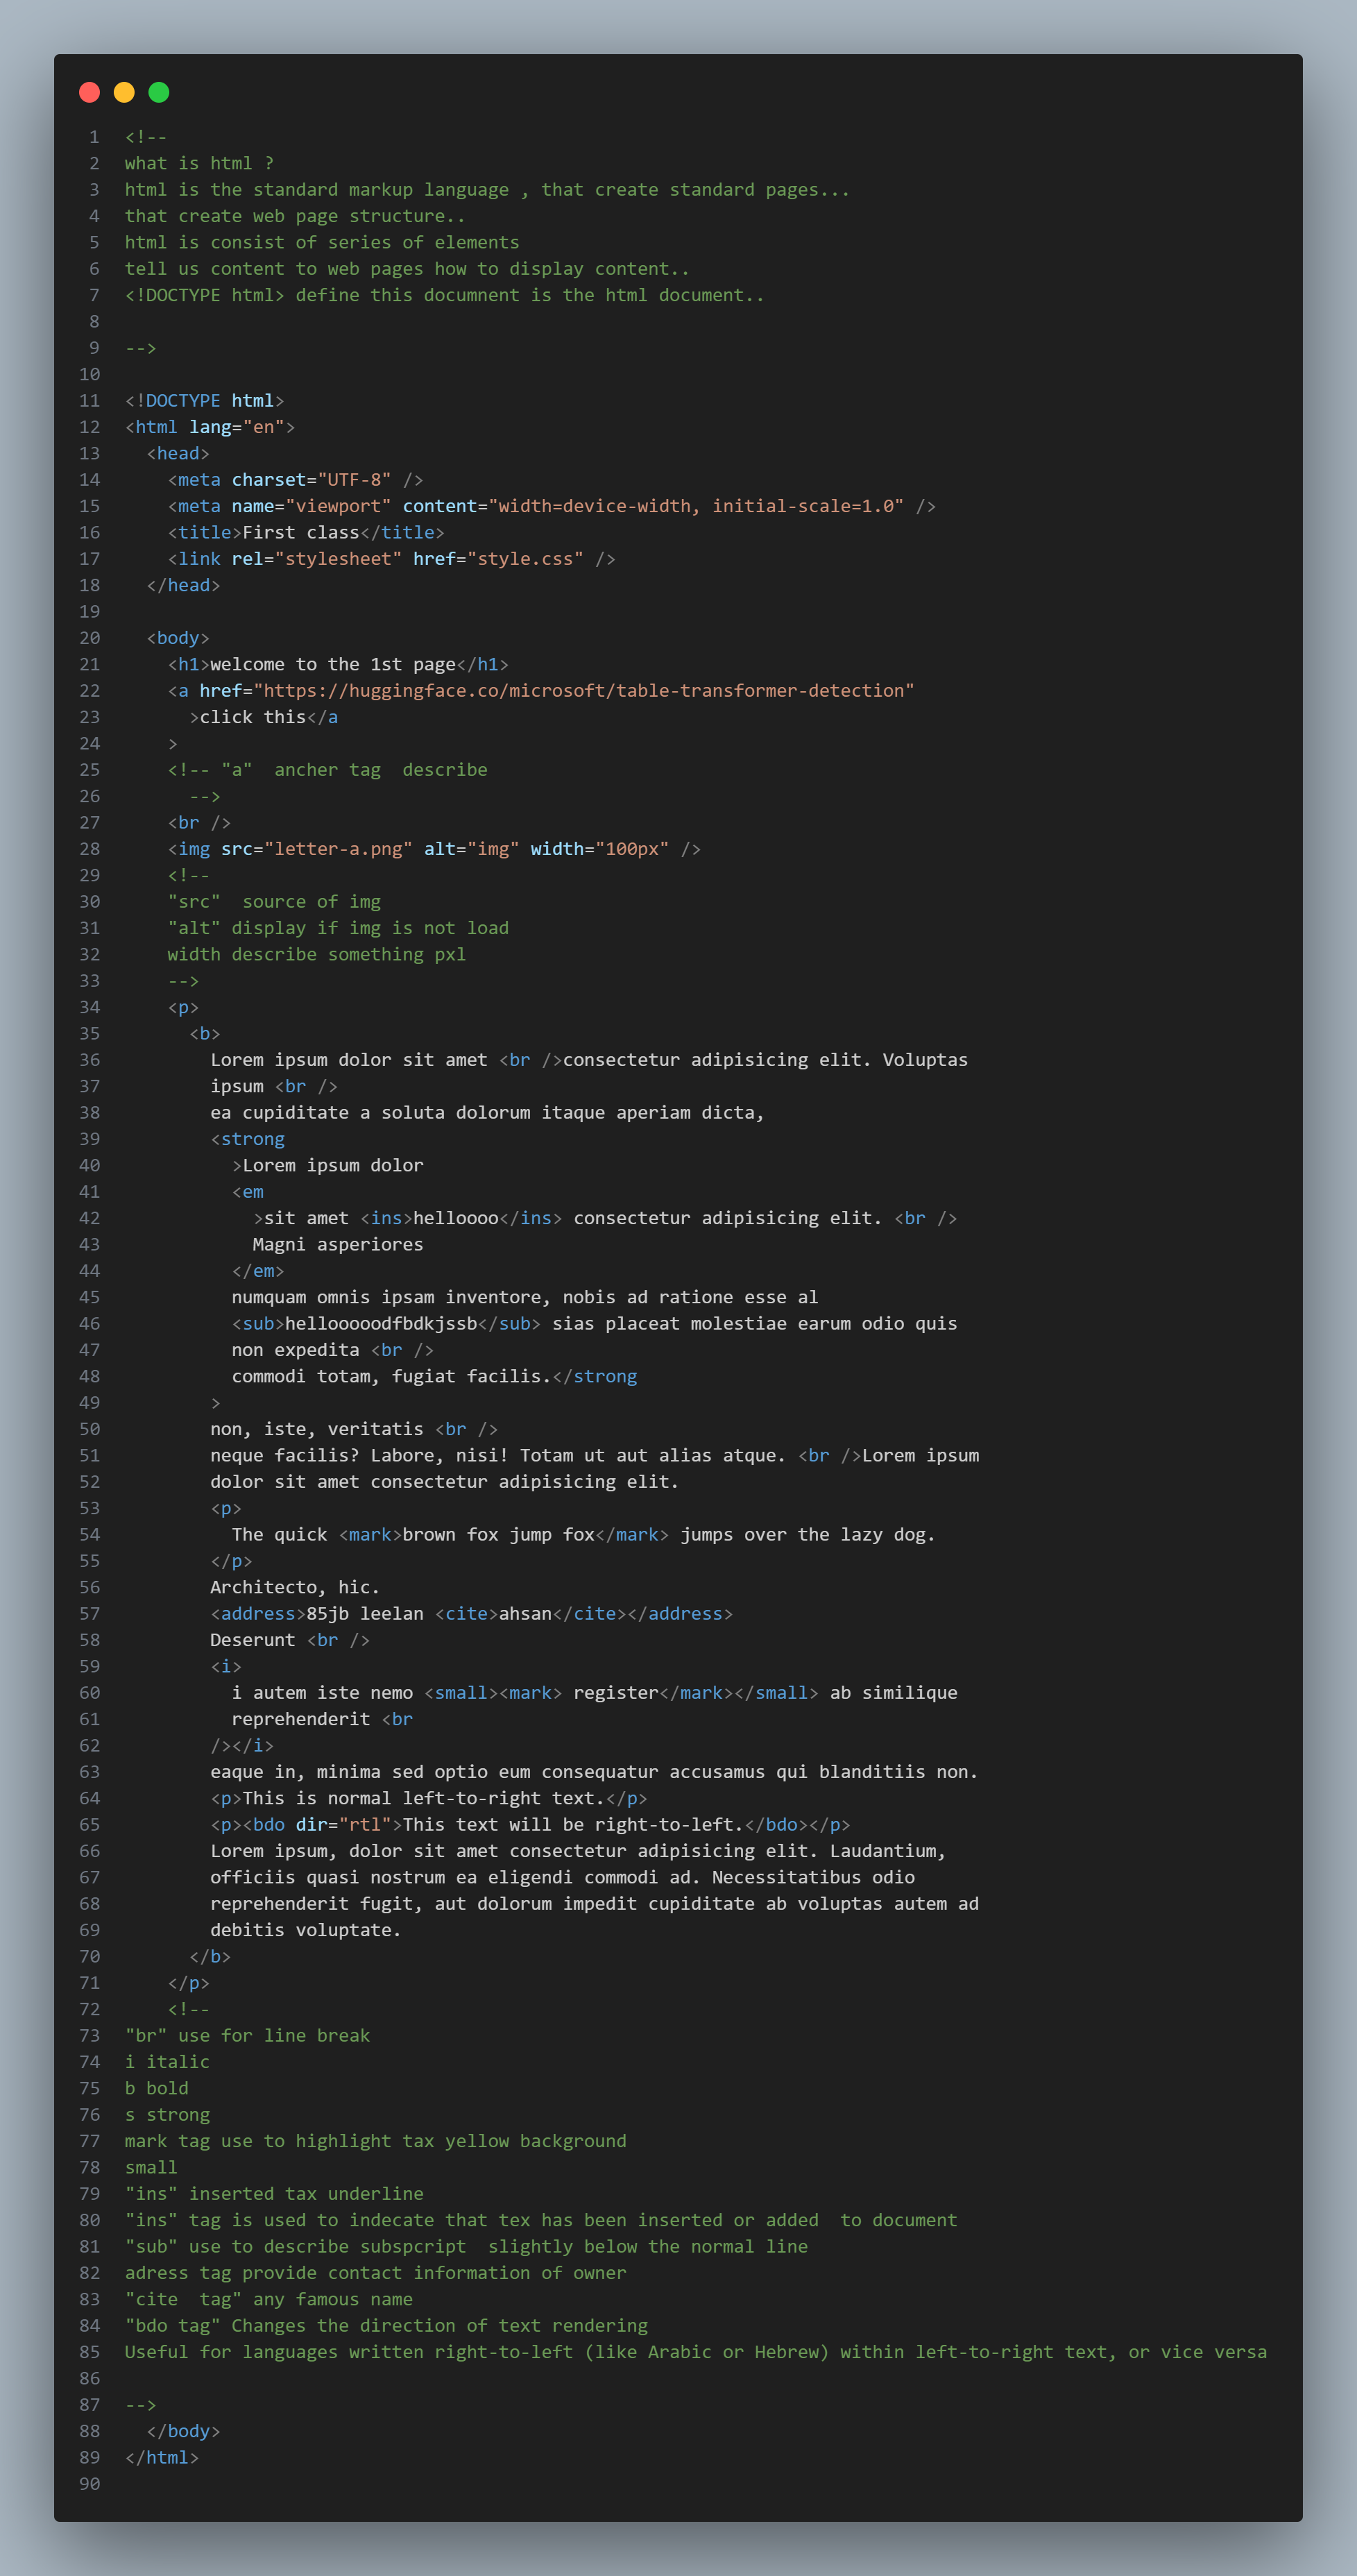 1 <!--
2 what is html ?
3 html is the standard markup language , that create standard pages...
4 that create web page structure..
5 html is consist of series of elements
6 tell us content to web pages how to display content..
7 <!DOCTYPE html> define this documnent is the html document..
8
9 -->
10
11 <!DOCTYPE html>
12 <html lang="en">
13   <head>
14     <meta charset="UTF-8" />
15     <meta name="viewport" content="width=device-width, initial-scale=1.0" />
16     <title>First class</title>
17     <link rel="stylesheet" href="style.css" />
18   </head>
19
20   <body>
21     <h1>welcome to the 1st page</h1>
22     <a href="https://huggingface.co/microsoft/table-transformer-detection"
23       >click this</a
24     >
25     <!-- "a"  ancher tag  describe
26       -->
27     <br />
28     <img src="letter-a.png" alt="img" width="100px" />
29     <!--
30     "src"  source of img
31     "alt" display if img is not load
32     width describe something pxl
33     -->
34     <p>
35       <b>
36         Lorem ipsum dolor sit amet <br />consectetur adipisicing elit. Voluptas
37         ipsum <br />
38         ea cupiditate a soluta dolorum itaque aperiam dicta,
39         <strong
40           >Lorem ipsum dolor
41           <em
42             >sit amet <ins>helloooo</ins> consectetur adipisicing elit. <br />
43             Magni asperiores
44           </em>
45           numquam omnis ipsam inventore, nobis ad ratione esse al
46           <sub>hellooooodfbdkjssb</sub> sias placeat molestiae earum odio quis
47           non expedita <br />
48           commodi totam, fugiat facilis.</strong
49         >
50         non, iste, veritatis <br />
51         neque facilis? Labore, nisi! Totam ut aut alias atque. <br />Lorem ipsum
52         dolor sit amet consectetur adipisicing elit.
53         <p>
54           The quick <mark>brown fox jump fox</mark> jumps over the lazy dog.
55         </p>
56         Architecto, hic.
57         <address>85jb leelan <cite>ahsan</cite></address>
58         Deserunt <br />
59         <i>
60           i autem iste nemo <small><mark> register</mark></small> ab similique
61           reprehenderit <br
62         /></i>
63         eaque in, minima sed optio eum consequatur accusamus qui blanditiis non.
64         <p>This is normal left-to-right text.</p>
65         <p><bdo dir="rtl">This text will be right-to-left.</bdo></p>
66         Lorem ipsum, dolor sit amet consectetur adipisicing elit. Laudantium,
67         officiis quasi nostrum ea eligendi commodi ad. Necessitatibus odio
68         reprehenderit fugit, aut dolorum impedit cupiditate ab voluptas autem ad
69         debitis voluptate.
70       </b>
71     </p>
72     <!--
73 "br" use for line break
74 i italic
75 b bold
76 s strong
77 mark tag use to highlight tax yellow background
78 small
79 "ins" inserted tax underline
80 "ins" tag is used to indecate that tex has been inserted or added  to document
81 "sub" use to describe subspcript  slightly below the normal line
82 adress tag provide contact information of owner
83 "cite  tag" any famous name
84 "bdo tag" Changes the direction of text rendering
85 Useful for languages written right-to-left (like Arabic or Hebrew) within left-to-right text, or vice versa
86
87 -->
88   </body>
89 </html>
90